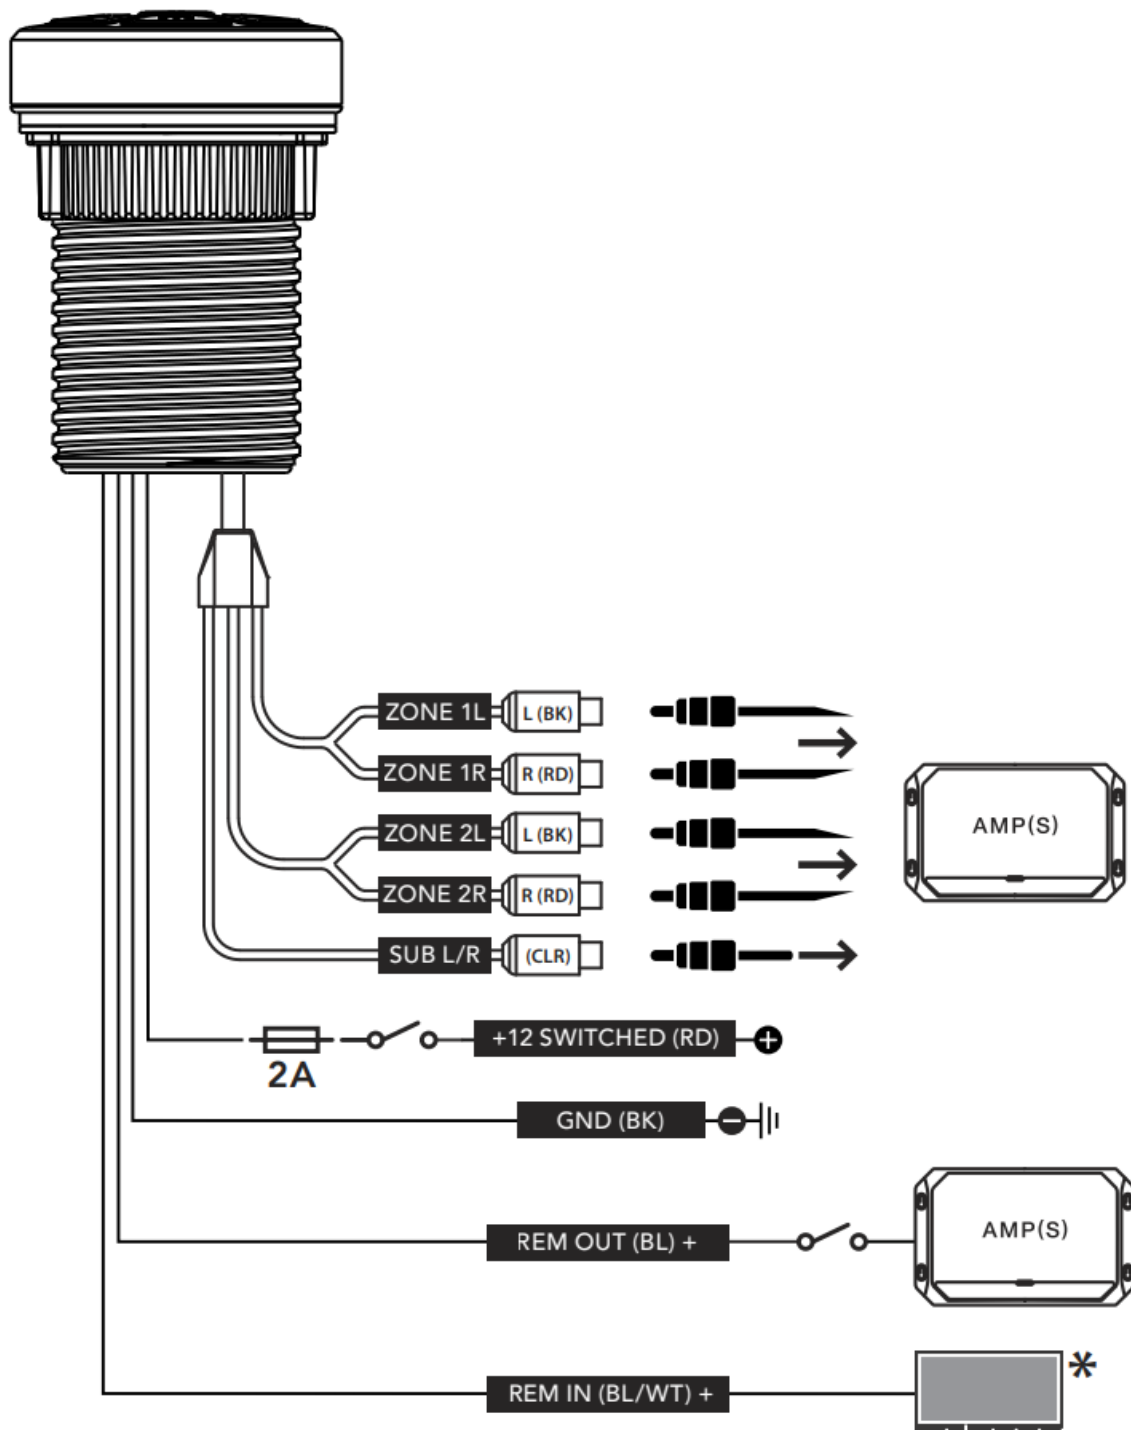 ZONE 1L L (BK)
ZONE 1R R (RD)
ZONE 2L L (BK)
ZONE 2R R (RD)
SUB L/R (CLR)
AMP(S)
+12 SWITCHED (RD) +
2A
GND (BK) −
REM OUT (BL) +
AMP(S)
REM IN (BL/WT) +
*